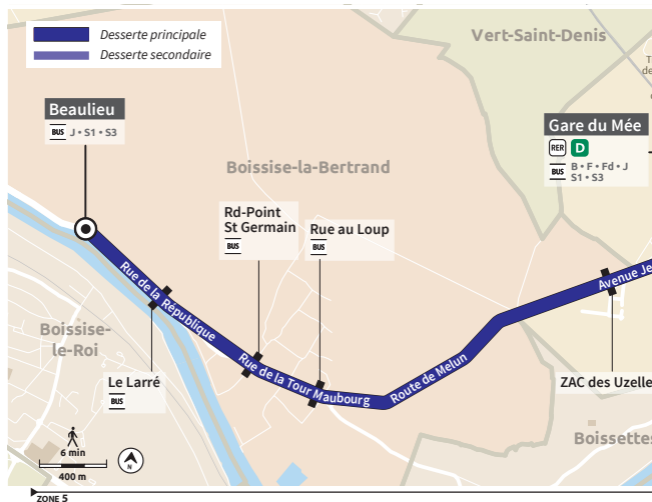 Desserte principale
Desserte secondaire
Vert-Saint-Denis
Beaulieu
BUS J • S1 • S3
Gare du Mée
RER D
BUS B • F • Fd • J
S1 • S3
Boissise-la-Bertrand
Rd-Point
St Germain
BUS
Rue au Loup
BUS
Rue de la République
Avenue Je
Boissise-
le-Roi
Le Larré
BUS
Rue de la Tour Maubourg
Route de Melun
ZAC des Uzelle
Boissettes
6 min
400 m
N
ZONE 5